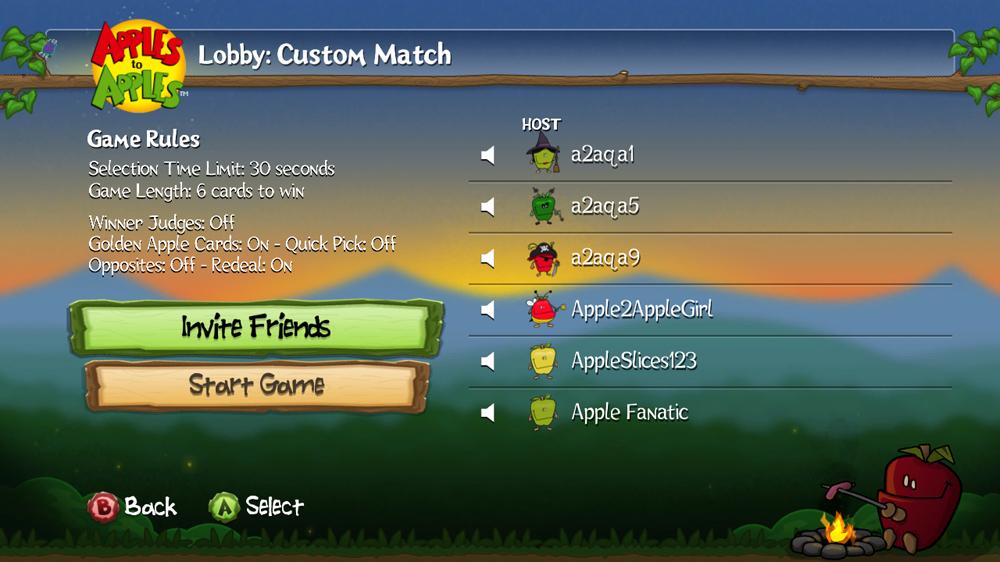 APPLES
to
APPLES™
Lobby: Custom Match
Game Rules
Selection Time Limit: 30 seconds
Game Length: 6 cards to win
Winner Judges: Off
Golden Apple Cards: On - Quick Pick: Off
Opposites: Off - Redeal: On
Invite Friends
Start Game
HOST
a2aqa1
a2aqa5
a2aqa9
Apple2AppleGirl
AppleSlices123
Apple Fanatic
B Back
A Select